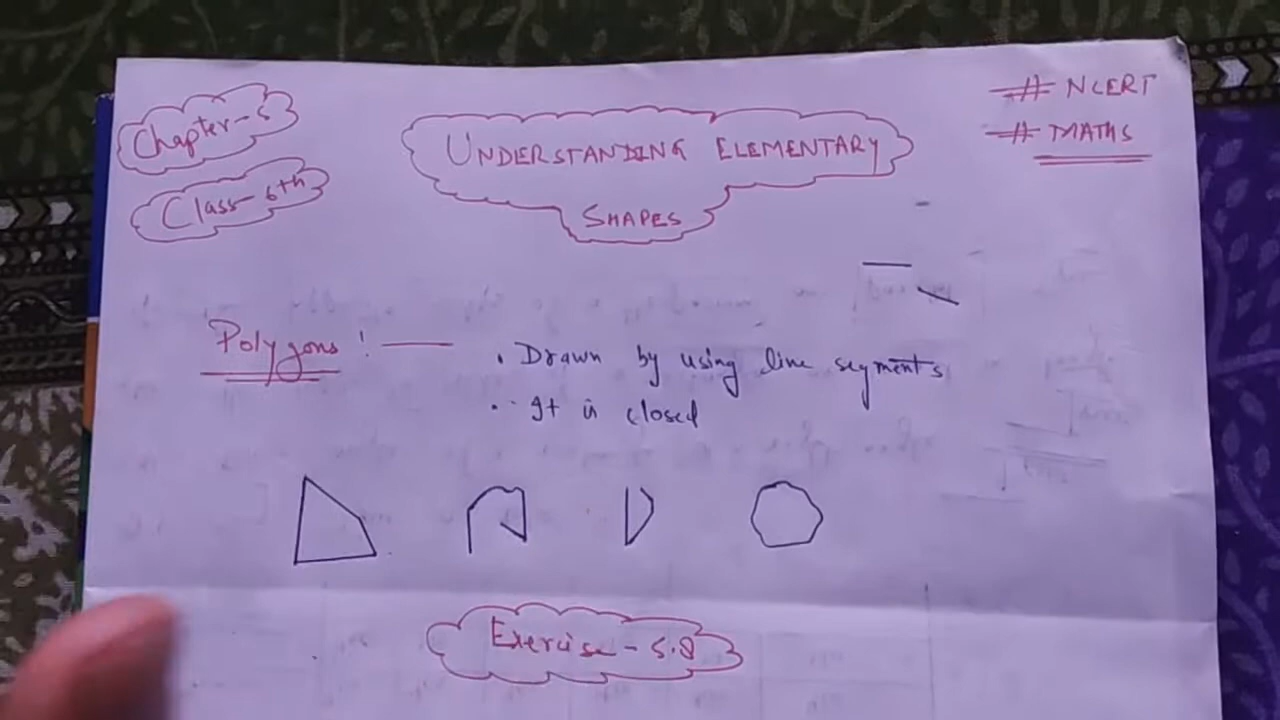 Chapter-5
Class-6th
UNDERSTANDING ELEMENTARY
SHAPES
# NCERT
# MATHS
Polygons :—
• Drawn by using line segments
• It is closed
Exercise - 5.8